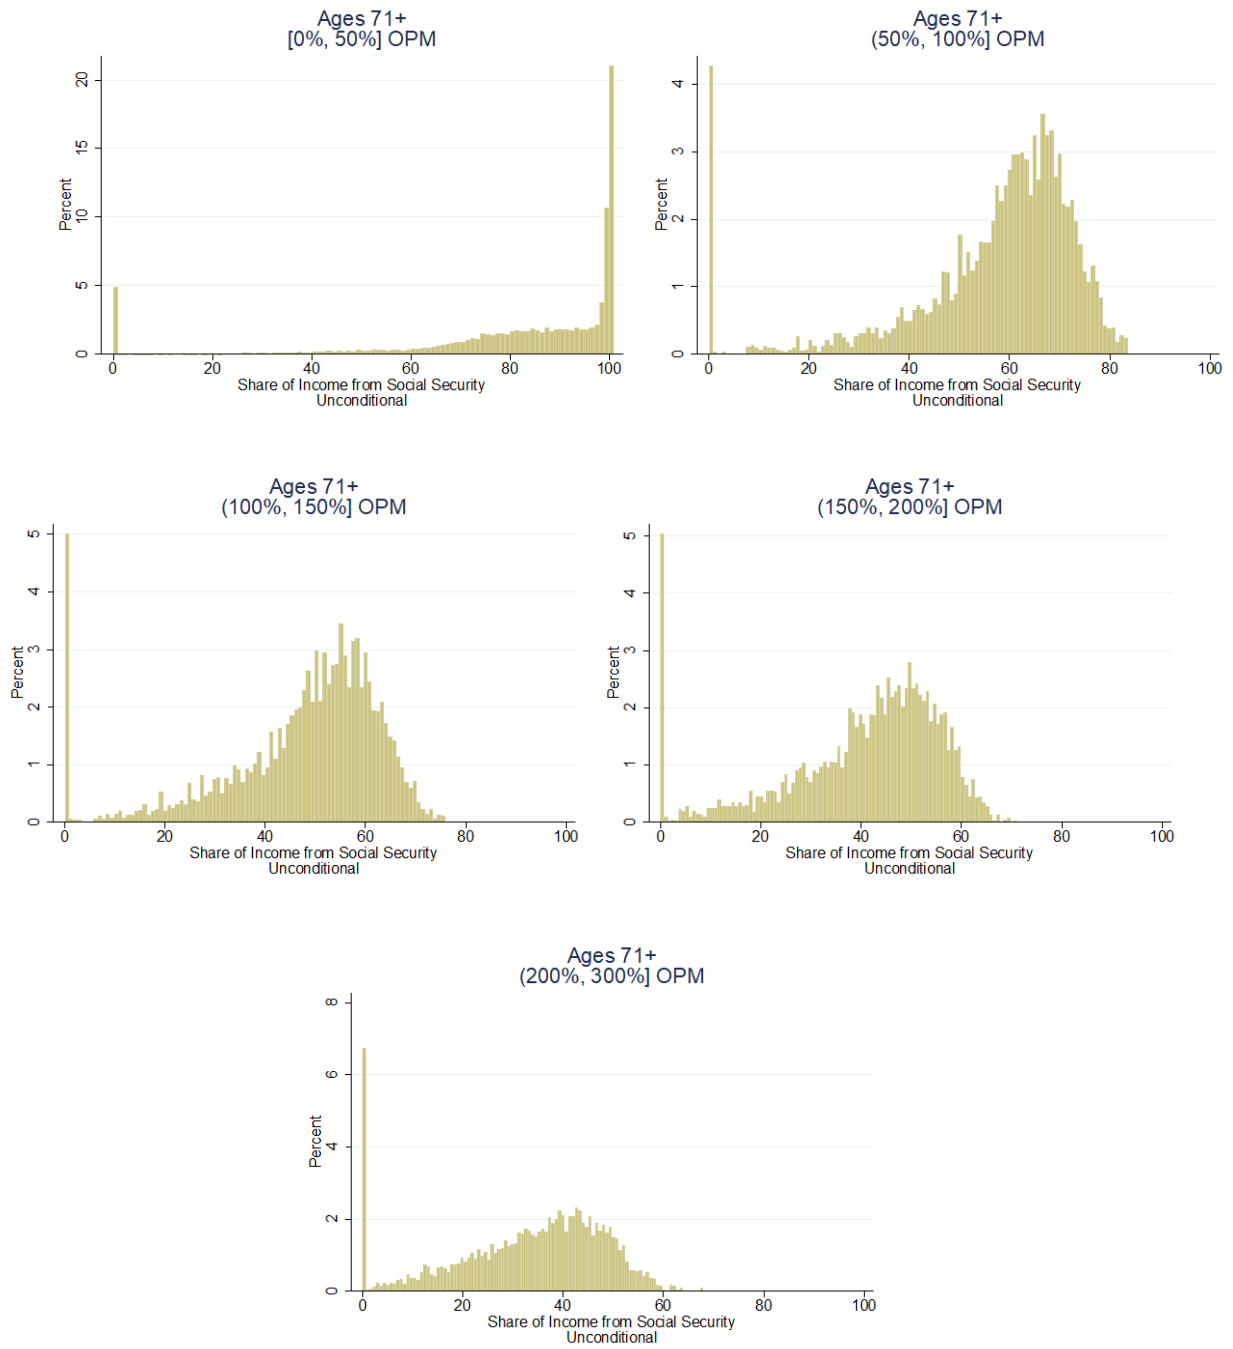 Ages 71+
[0%, 50%] OPM
Percent
20
15
10
5
0
0 20 40 60 80 100
Share of Income from Social Security
Unconditional
Ages 71+
(50%, 100%] OPM
Percent
4
3
2
1
0
0 20 40 60 80 100
Share of Income from Social Security
Unconditional
Ages 71+
(100%, 150%] OPM
Percent
5
4
3
2
1
0
0 20 40 60 80 100
Share of Income from Social Security
Unconditional
Ages 71+
(150%, 200%] OPM
Percent
5
4
3
2
1
0
0 20 40 60 80 100
Share of Income from Social Security
Unconditional
Ages 71+
(200%, 300%] OPM
Percent
8
6
4
2
0
0 20 40 60 80 100
Share of Income from Social Security
Unconditional